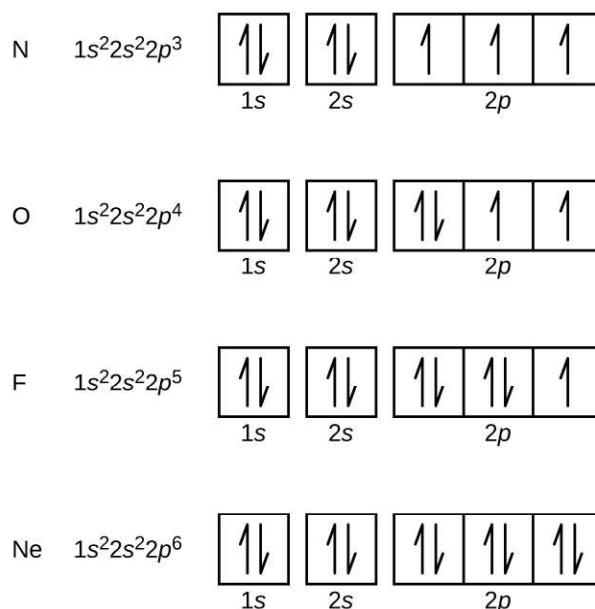 N 1s²2s²2p³
1s 2s 2p
O 1s²2s²2p⁴
1s 2s 2p
F 1s²2s²2p⁵
1s 2s 2p
Ne 1s²2s²2p⁶
1s 2s 2p